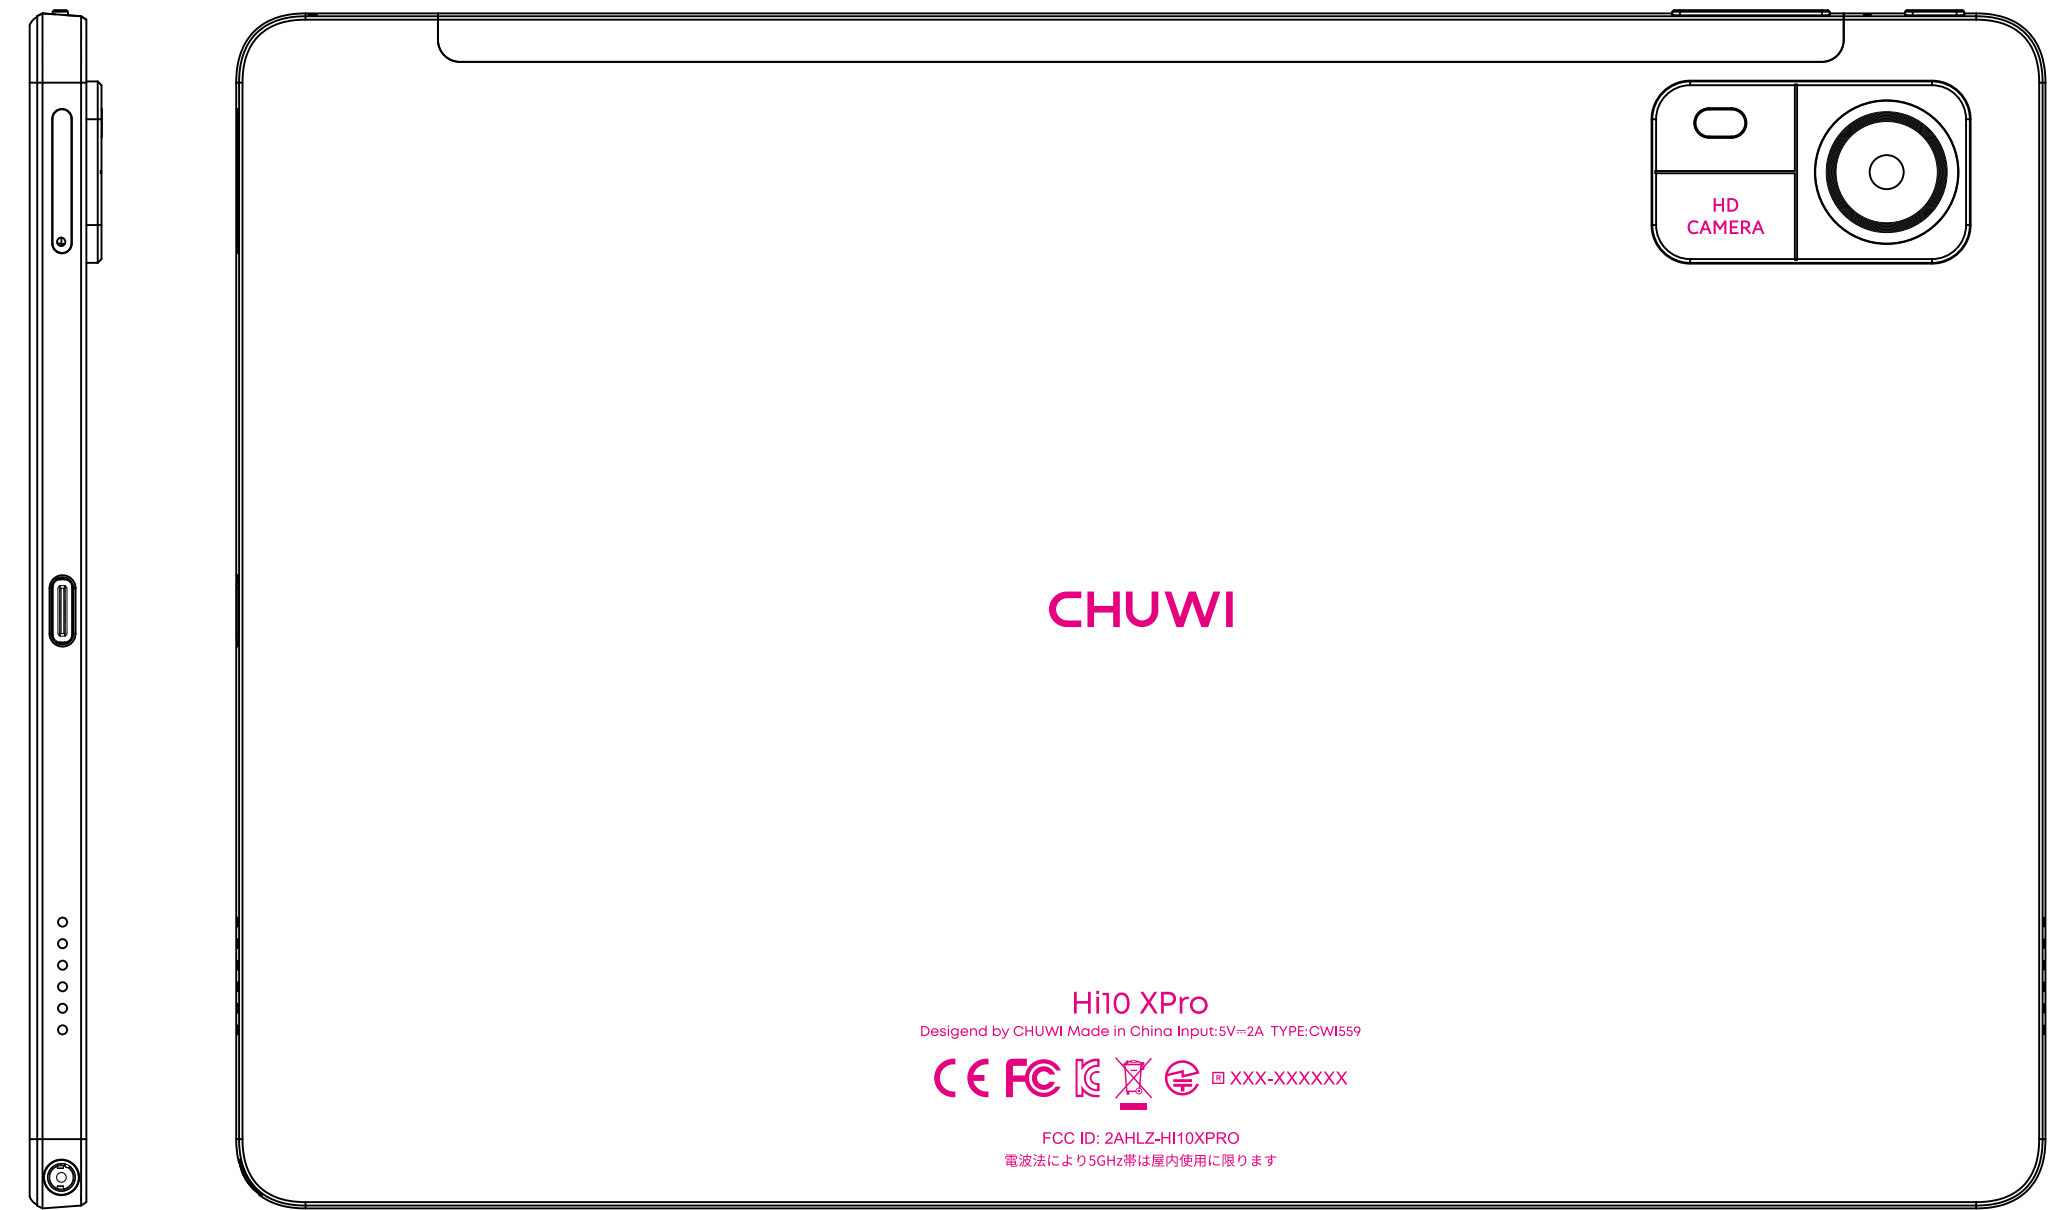 HD
CAMERA
CHUWI
Hi10 XPro
Desigend by CHUWI Made in China Input:5V⎓2A TYPE:CWI559
CE FC R XXX-XXXXXX
FCC ID: 2AHLZ-HI10XPRO
電波法により5GHz帯は屋内使用に限ります